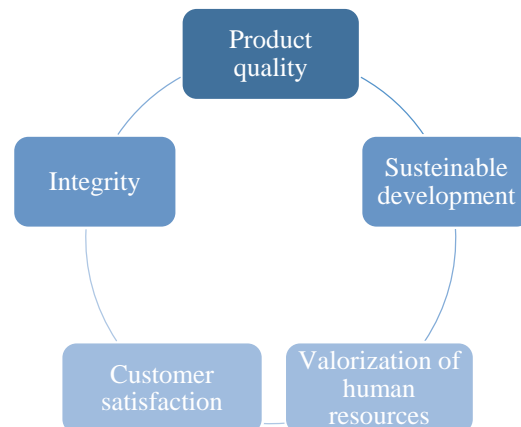 Product
quality
Susteinable
development
Valorization of
human
resources
Customer
satisfaction
Integrity